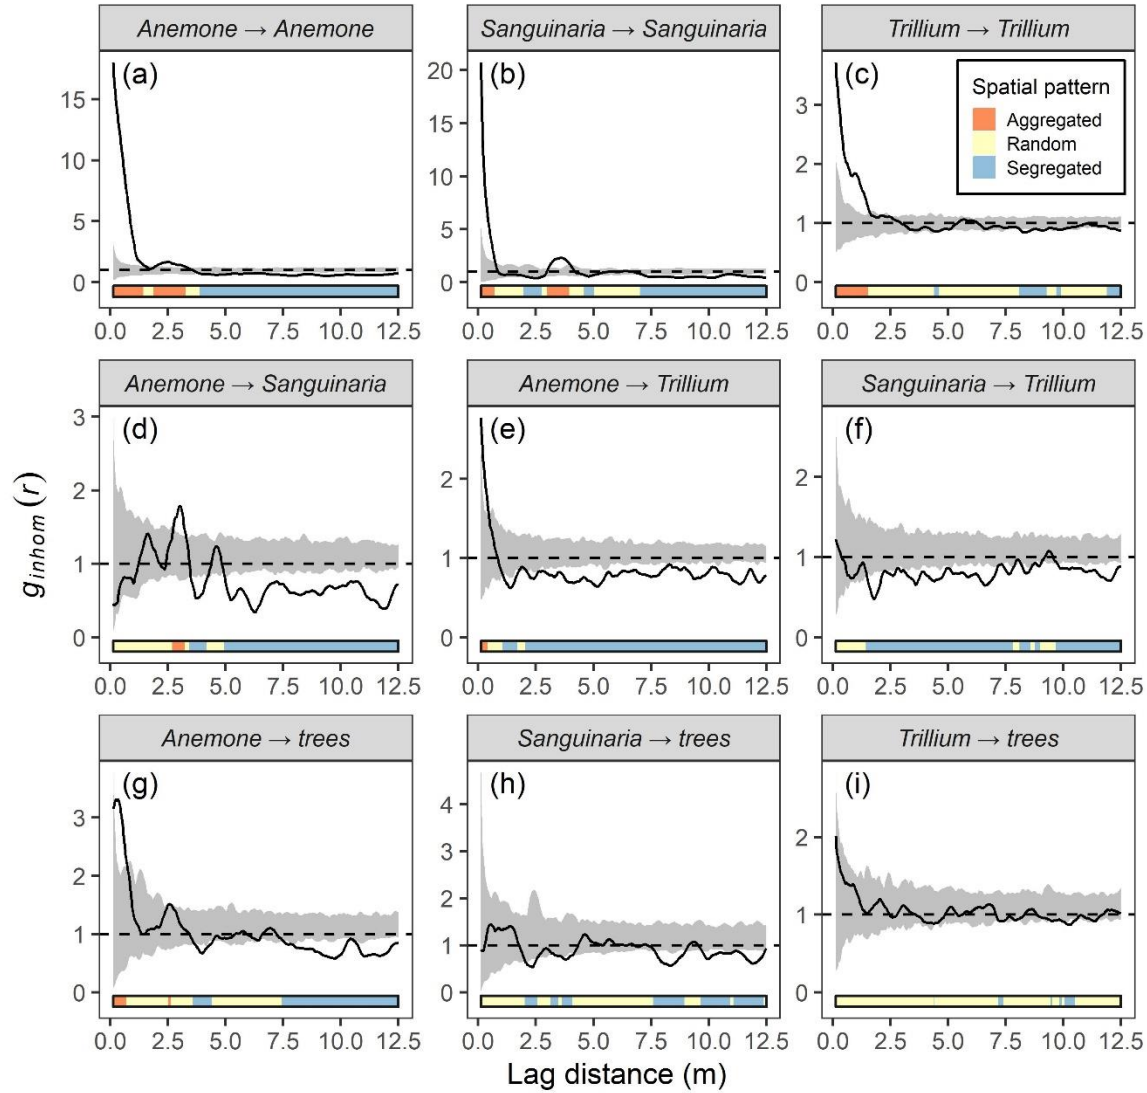 Anemone → Anemone
Sanguinaria → Sanguinaria
Trillium → Trillium
(a)
15
10
5
0
0.0 2.5 5.0 7.5 10.0 12.5
(b)
20
15
10
5
0
0.0 2.5 5.0 7.5 10.0 12.5
(c)
3
2
1
0
0.0 2.5 5.0 7.5 10.0 12.5
Spatial pattern
Aggregated
Random
Segregated
Anemone → Sanguinaria
Anemone → Trillium
Sanguinaria → Trillium
(d)
3
2
1
0
0.0 2.5 5.0 7.5 10.0 12.5
(e)
2
1
0
0.0 2.5 5.0 7.5 10.0 12.5
(f)
2
1
0
0.0 2.5 5.0 7.5 10.0 12.5
Anemone → trees
Sanguinaria → trees
Trillium → trees
(g)
3
2
1
0
0.0 2.5 5.0 7.5 10.0 12.5
(h)
4
3
2
1
0
0.0 2.5 5.0 7.5 10.0 12.5
(i)
2
1
0
0.0 2.5 5.0 7.5 10.0 12.5
g_inhom(r)
Lag distance (m)